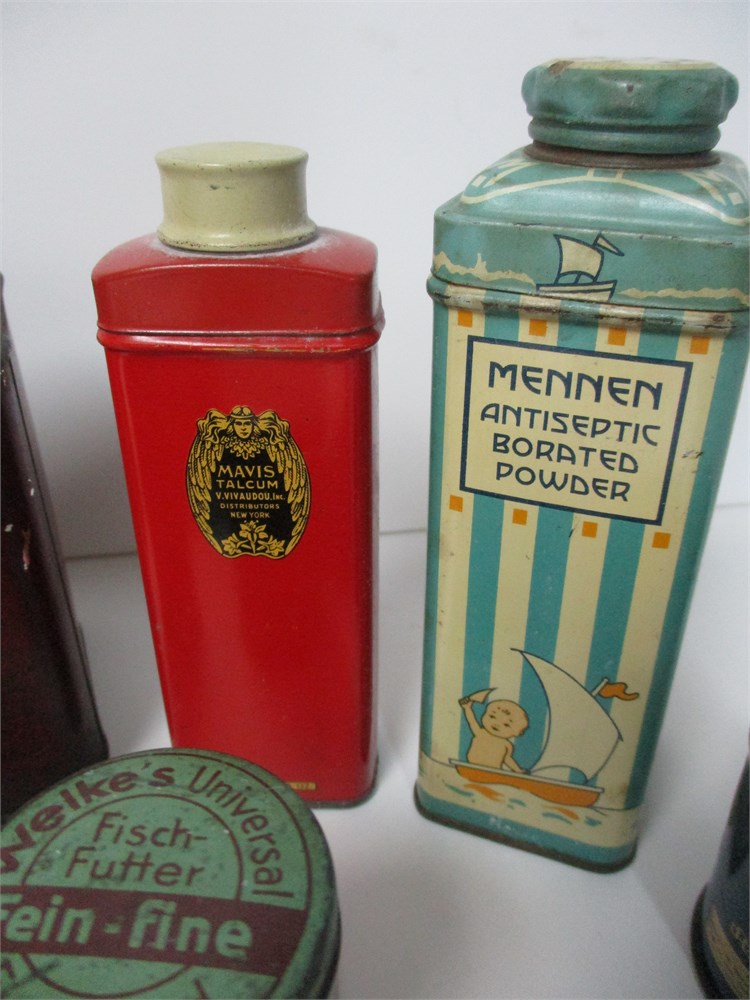 MAVIS
TALCUM
V. VIVAUDOU, Inc.
DISTRIBUTORS
NEW YORK
MENNEN
ANTISEPTIC
BORATED
POWDER
Welke's Universal
Fisch-
Futter
Fein-fine